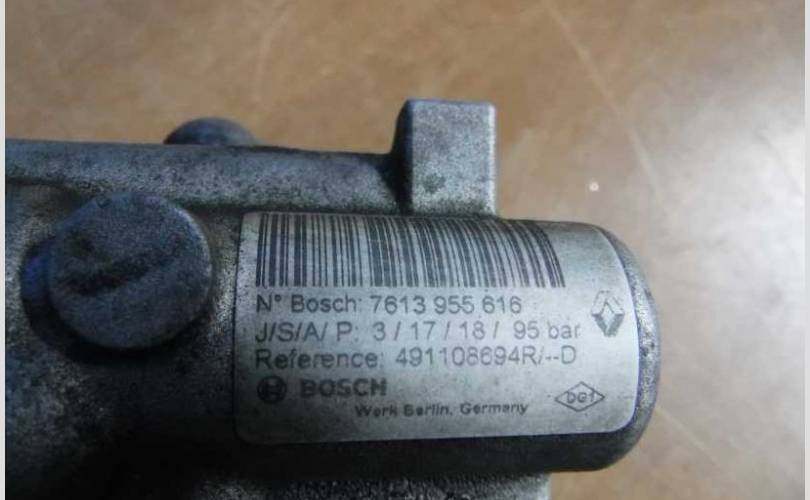 N° Bosch: 7613 955 616
J/S/A/ P: 3 / 17 / 18 / 95 bar
Reference: 491108694R/--D
BOSCH
Werk Berlin, Germany
DG1